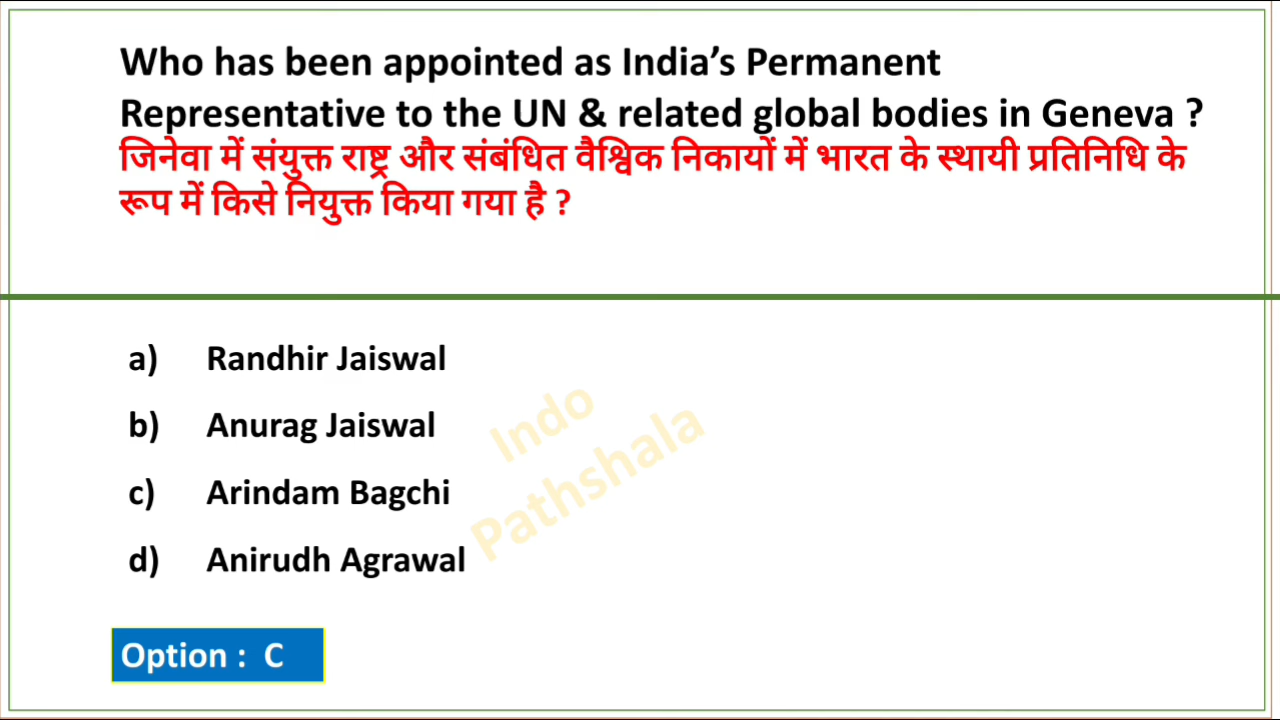 Who has been appointed as India’s Permanent
Representative to the UN & related global bodies in Geneva ?
जिनेवा में संयुक्त राष्ट्र और संबंधित वैश्विक निकायों में भारत के स्थायी प्रतिनिधि के
रूप में किसे नियुक्त किया गया है ?
a) Randhir Jaiswal
b) Anurag Jaiswal
c) Arindam Bagchi
d) Anirudh Agrawal
Indo
Pathshala
Option : C